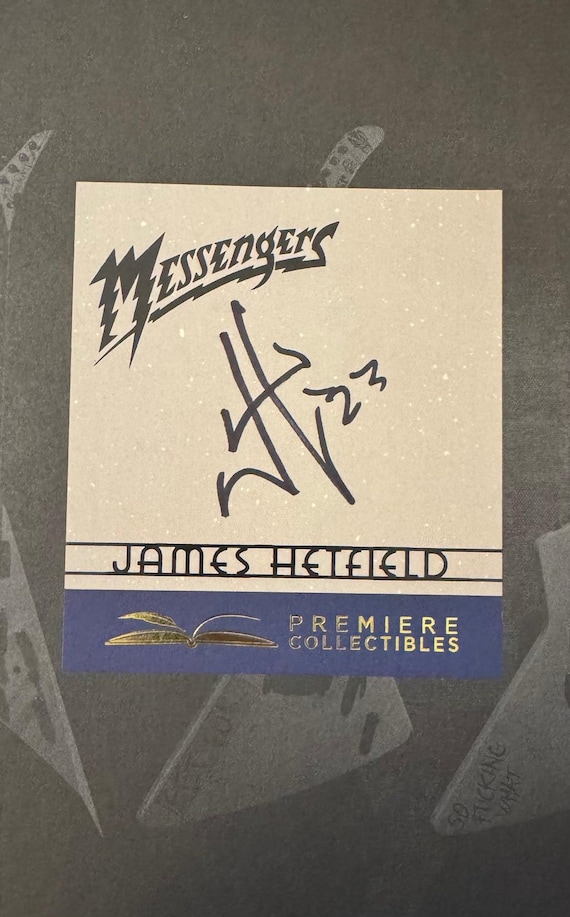 Messengers
23
JAMES HETFIELD
PREMIERE
COLLECTIBLES
SO
FUCKING
WHAT